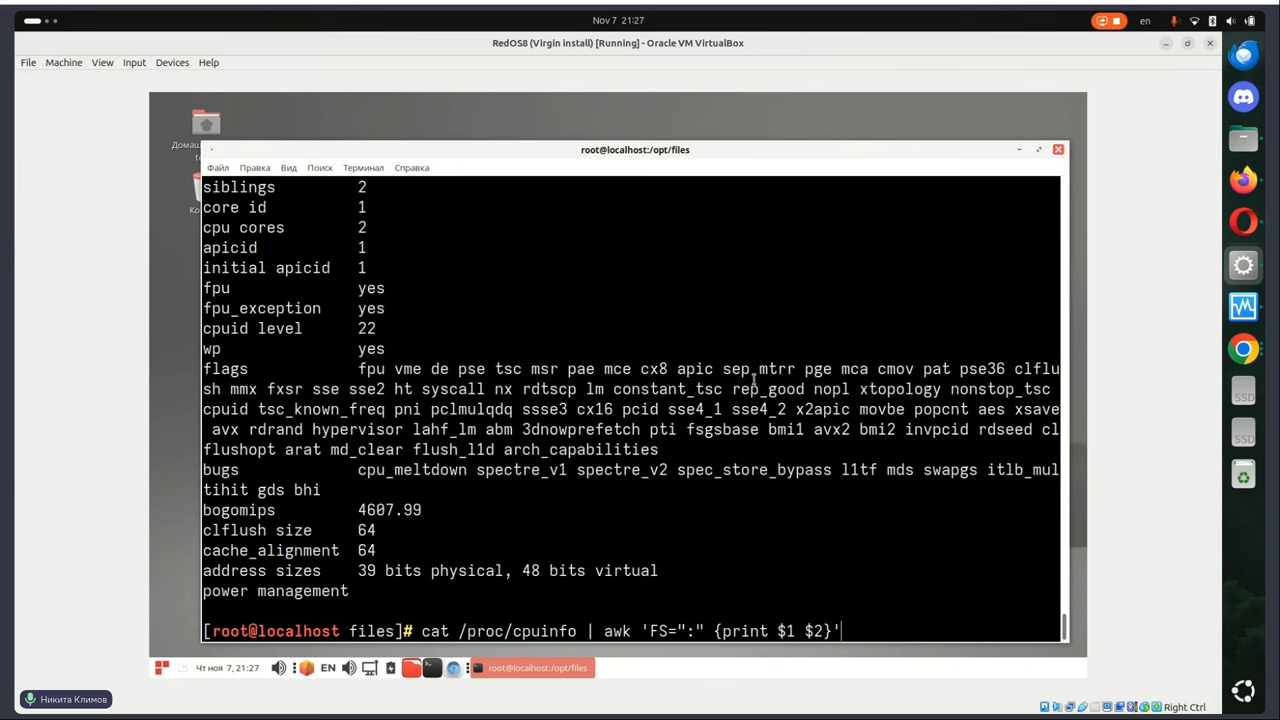 Nov 7 21:27
en
RedOS8 (Virgin install) [Running] - Oracle VM VirtualBox
File Machine View Input Devices Help
root@localhost:/opt/files
Файл Правка Вид Поиск Терминал Справка
siblings 2
core id 1
cpu cores 2
apicid 1
initial apicid 1
fpu yes
fpu_exception yes
cpuid level 22
wp yes
flags fpu vme de pse tsc msr pae mce cx8 apic sep mtrr pge mca cmov pat pse36 clflu
sh mmx fxsr sse sse2 ht syscall nx rdtscp lm constant_tsc rep_good nopl xtopology nonstop_tsc
cpuid tsc_known_freq pni pclmulqdq ssse3 cx16 pcid sse4_1 sse4_2 x2apic movbe popcnt aes xsave
avx rdrand hypervisor lahf_lm abm 3dnowprefetch pti fsgsbase bmi1 avx2 bmi2 invpcid rdseed cl
flushopt arat md_clear flush_l1d arch_capabilities
bugs cpu_meltdown spectre_v1 spectre_v2 spec_store_bypass l1tf mds swapgs itlb_mul
tihit gds bhi
bogomips 4607.99
clflush size 64
cache_alignment 64
address sizes 39 bits physical, 48 bits virtual
power management
[root@localhost files]# cat /proc/cpuinfo | awk 'FS=":" {print $1 $2}'
Чт ноя 7, 21:27
EN
root@localhost:/opt/files
Никита Климов
Right Ctrl
SSD
SSD